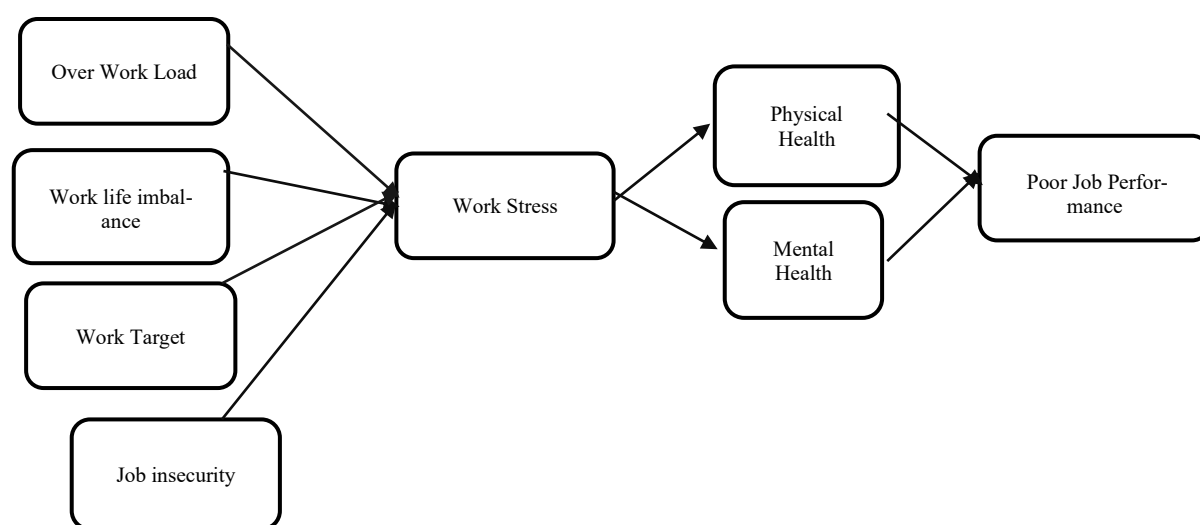 Over Work Load
Work life imbal-
ance
Work Target
Job insecurity
Work Stress
Physical
Health
Mental
Health
Poor Job Perfor-
mance